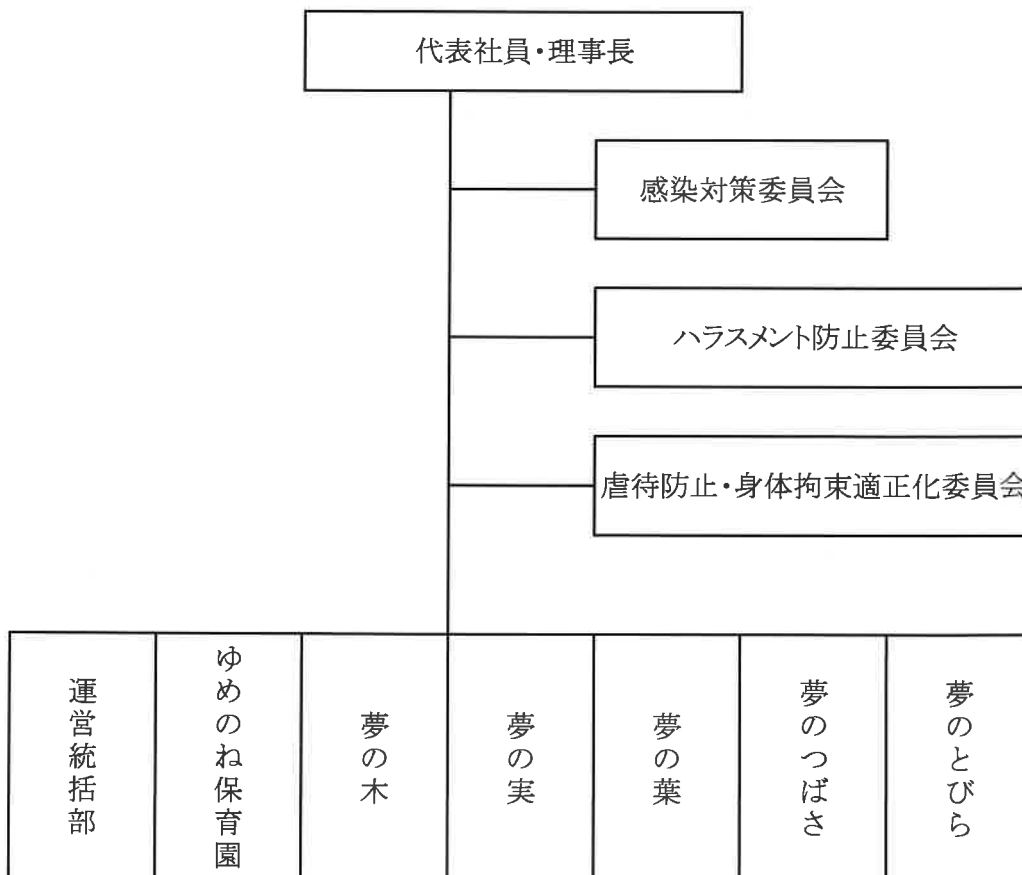 代表社員・理事長
感染対策委員会
ハラスメント防止委員会
虐待防止・身体拘束適正化委員会
運営統括部
ゆめのね保育園
夢の木
夢の実
夢の葉
夢のつばさ
夢のとびら